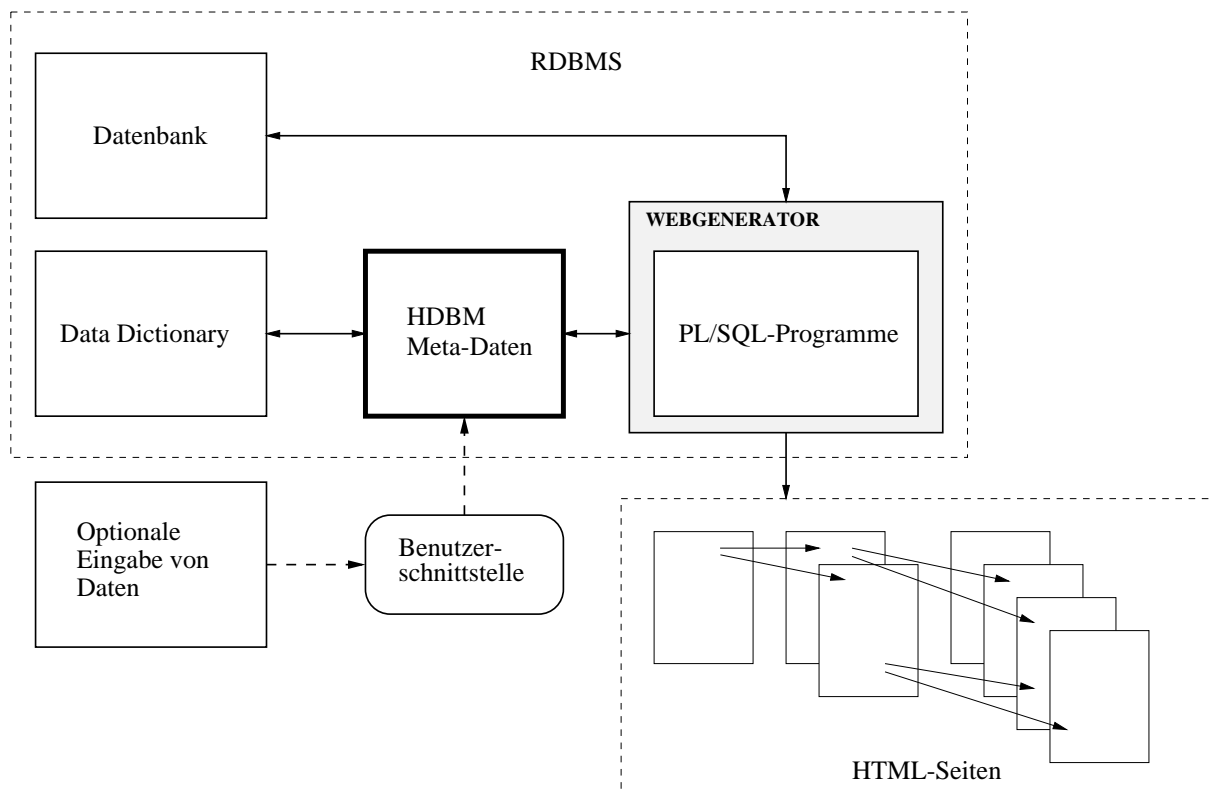 RDBMS
Datenbank
WEBGENERATOR
Data Dictionary
HDBM
Meta-Daten
PL/SQL-Programme
Optionale
Eingabe von
Daten
Benutzer-
schnittstelle
HTML-Seiten